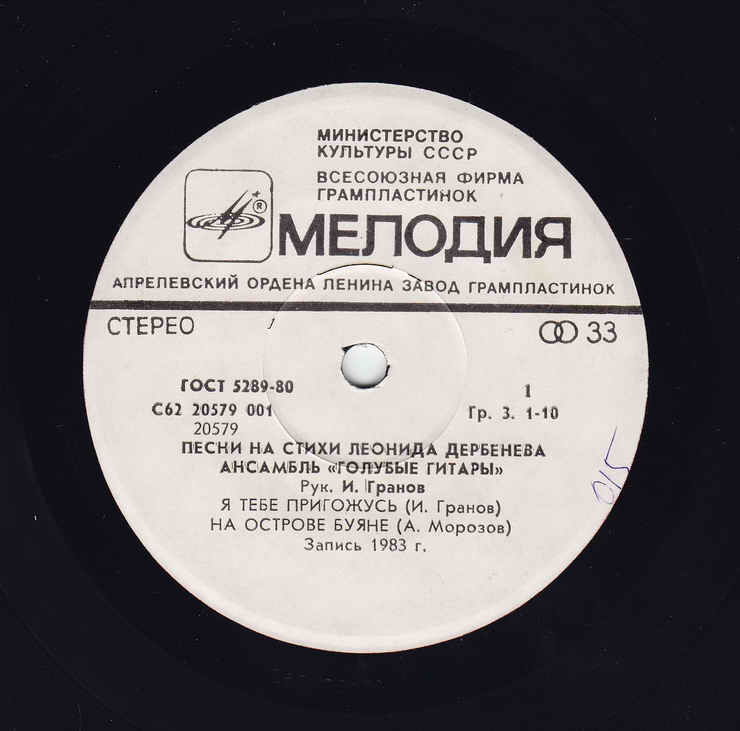 МИНИСТЕРСТВО
КУЛЬТУРЫ СССР
ВСЕСОЮЗНАЯ ФИРМА
ГРАМПЛАСТИНОК
®
МЕЛОДИЯ
АПРЕЛЕВСКИЙ ОРДЕНА ЛЕНИНА ЗАВОД ГРАМПЛАСТИНОК
СТЕРЕО 33
ГОСТ 5289-80 1
С62 20579 001 Гр. 3. 1-10
20579
ПЕСНИ НА СТИХИ ЛЕОНИДА ДЕРБЕНЕВА
АНСАМБЛЬ «ГОЛУБЫЕ ГИТАРЫ»
Рук. И. Гранов
Я ТЕБЕ ПРИГОЖУСЬ (И. Гранов)
НА ОСТРОВЕ БУЯНЕ (А. Морозов)
Запись 1983 г.
015